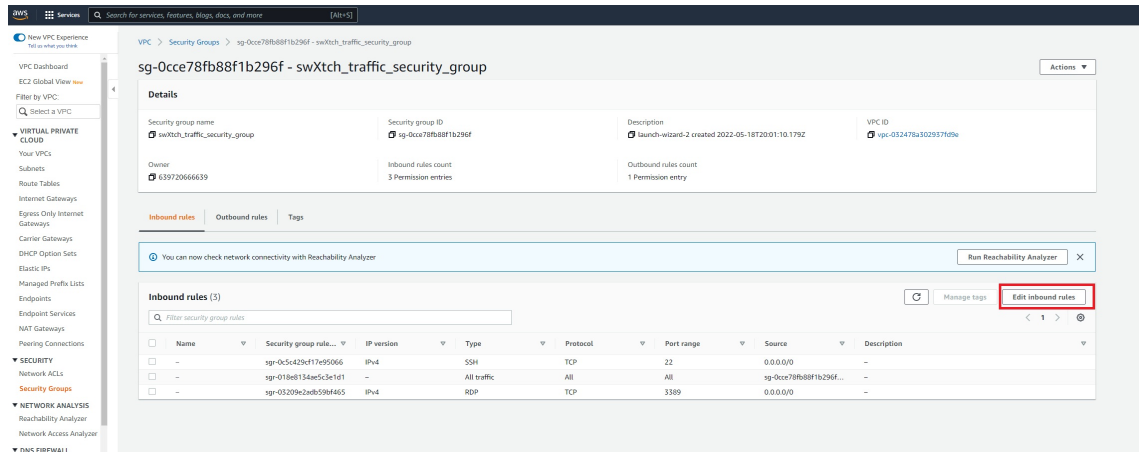 aws Services Search for services, features, blogs, docs, and more [Alt+S]
New VPC Experience
Tell us what you think
VPC Dashboard
EC2 Global View New
Filter by VPC:
Select a VPC
VIRTUAL PRIVATE
CLOUD
Your VPCs
Subnets
Route Tables
Internet Gateways
Egress Only Internet
Gateways
Carrier Gateways
DHCP Option Sets
Elastic IPs
Managed Prefix Lists
Endpoints
Endpoint Services
NAT Gateways
Peering Connections
SECURITY
Network ACLs
Security Groups
NETWORK ANALYSIS
Reachability Analyzer
Network Access Analyzer
DNS FIREWALL
VPC > Security Groups > sg-0cce78fb88f1b296f - swXtch_traffic_security_group
sg-0cce78fb88f1b296f - swXtch_traffic_security_group Actions
Details
Security group name Security group ID Description VPC ID
swXtch_traffic_security_group sg-0cce78fb88f1b296f launch-wizard-2 created 2022-05-18T20:01:10.179Z vpc-032478a302937fd9e
Owner Inbound rules count Outbound rules count
639720666639 3 Permission entries 1 Permission entry
Inbound rules Outbound rules Tags
You can now check network connectivity with Reachability Analyzer Run Reachability Analyzer
Inbound rules (3) Manage tags Edit inbound rules
Filter security group rules < 1 >
Name Security group rule... IP version Type Protocol Port range Source Description
– sgr-0c5c429cf17e95066 IPv4 SSH TCP 22 0.0.0.0/0 –
– sgr-018e8134ae5c3e1d1 – All traffic All All sg-0cce78fb88f1b296f... –
– sgr-03209e2adb59bf465 IPv4 RDP TCP 3389 0.0.0.0/0 –